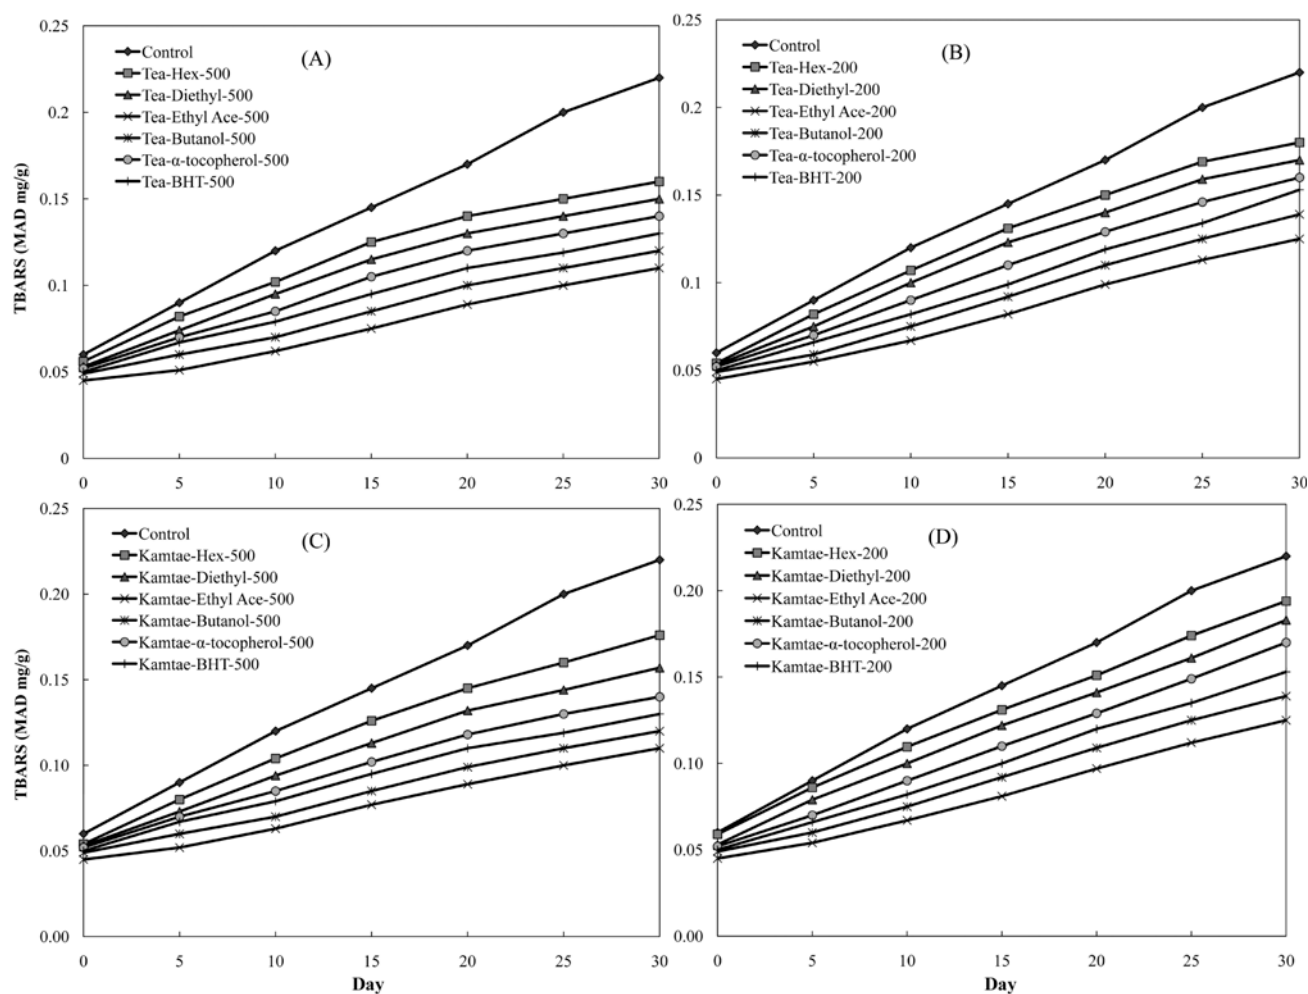 TBARS (MAD mg/g)
0.25
0.2
0.15
0.1
0.05
0
(A)
Control
Tea-Hex-500
Tea-Diethyl-500
Tea-Ethyl Ace-500
Tea-Butanol-500
Tea-α-tocopherol-500
Tea-BHT-500
0 5 10 15 20 25 30
0.25
0.2
0.15
0.1
0.05
0
(B)
Control
Tea-Hex-200
Tea-Diethyl-200
Tea-Ethyl Ace-200
Tea-Butanol-200
Tea-α-tocopherol-200
Tea-BHT-200
0 5 10 15 20 25 30
TBARS (MAD mg/g)
0.25
0.20
0.15
0.10
0.05
0.00
(C)
Control
Kamtae-Hex-500
Kamtae-Diethyl-500
Kamtae-Ethyl Ace-500
Kamtae-Butanol-500
Kamtae-α-tocopherol-500
Kamtae-BHT-500
0 5 10 15 20 25 30
Day
0.25
0.20
0.15
0.10
0.05
0.00
(D)
Control
Kamtae-Hex-200
Kamtae-Diethyl-200
Kamtae-Ethyl Ace-200
Kamtae-Butanol-200
Kamtae-α-tocopherol-200
Kamtae-BHT-200
0 5 10 15 20 25 30
Day